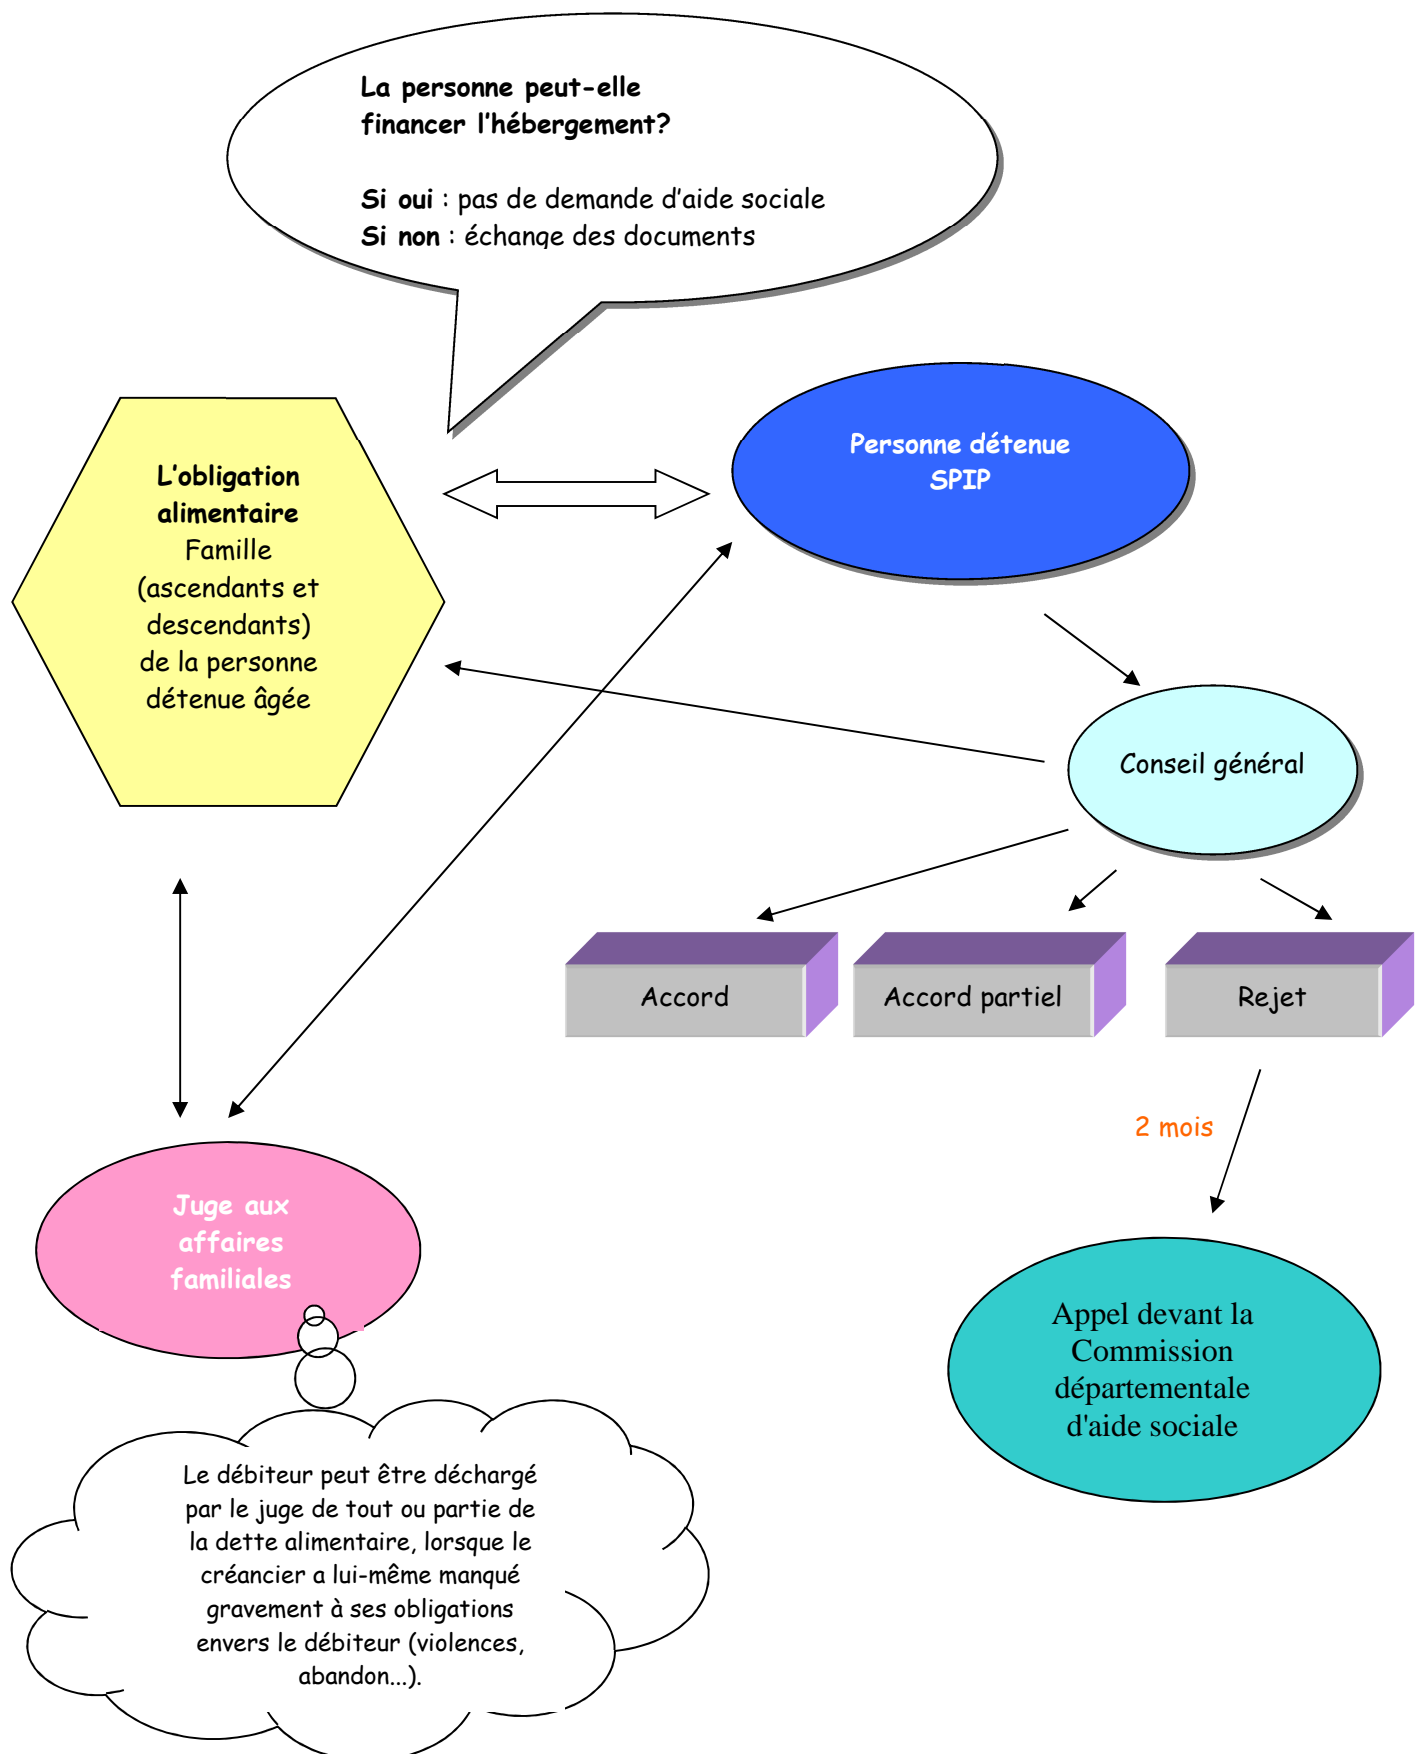 La personne peut-elle
financer l'hébergement?
Si oui : pas de demande d'aide sociale
Si non : échange des documents
Personne détenue
SPIP
L'obligation
alimentaire
Famille
(ascendants et
descendants)
de la personne
détenue âgée
Conseil général
Accord
Accord partiel
Rejet
2 mois
Juge aux
affaires
familiales
Appel devant la
Commission
départementale
d'aide sociale
Le débiteur peut être déchargé
par le juge de tout ou partie de
la dette alimentaire, lorsque le
créancier a lui-même manqué
gravement à ses obligations
envers le débiteur (violences,
abandon...).